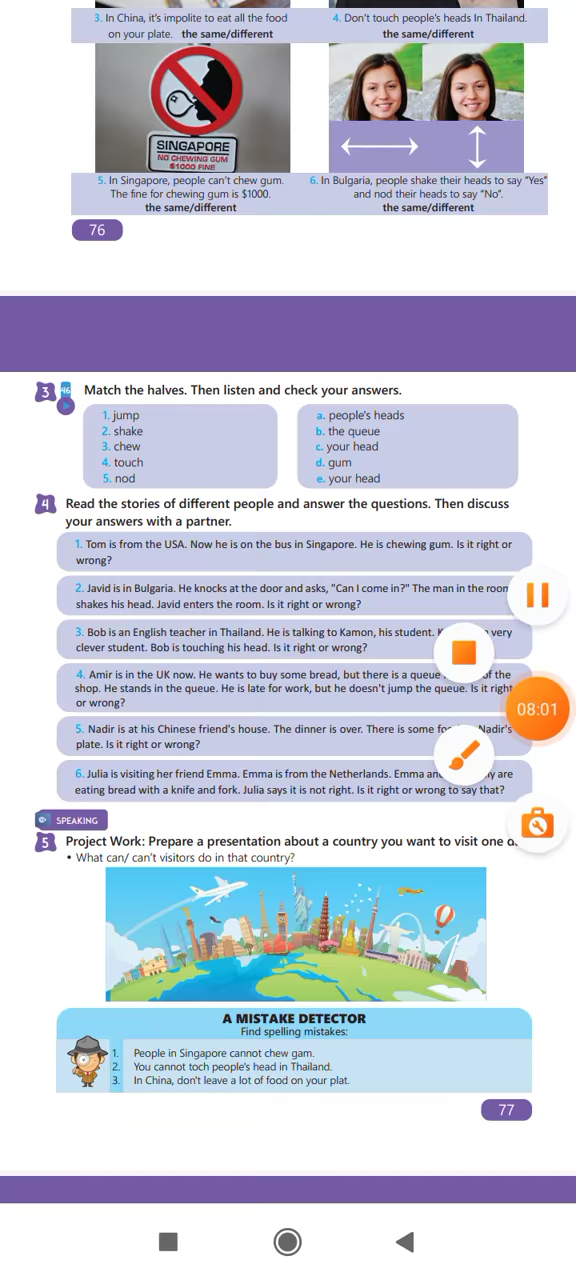 3. In China, it's impolite to eat all the food
on your plate. the same/different
4. Don't touch people's heads In Thailand.
the same/different
SINGAPORE
NO CHEWING GUM
$1000 FINE
5. In Singapore, people can't chew gum.
The fine for chewing gum is $1000.
the same/different
6. In Bulgaria, people shake their heads to say "Yes"
and nod their heads to say "No".
the same/different
76
3 46 Match the halves. Then listen and check your answers.
1. jump
2. shake
3. chew
4. touch
5. nod
a. people's heads
b. the queue
c. your head
d. gum
e. your head
4 Read the stories of different people and answer the questions. Then discuss
your answers with a partner.
1. Tom is from the USA. Now he is on the bus in Singapore. He is chewing gum. Is it right or
wrong?
2. Javid is in Bulgaria. He knocks at the door and asks, "Can I come in?" The man in the room
shakes his head. Javid enters the room. Is it right or wrong?
3. Bob is an English teacher in Thailand. He is talking to Kamon, his student. very
clever student. Bob is touching his head. Is it right or wrong?
4. Amir is in the UK now. He wants to buy some bread, but there is a queue of the
shop. He stands in the queue. He is late for work, but he doesn't jump the queue. Is it right
or wrong?
5. Nadir is at his Chinese friend's house. The dinner is over. There is some Nadir's
plate. Is it right or wrong?
6. Julia is visiting her friend Emma. Emma is from the Netherlands. Emma are
eating bread with a knife and fork. Julia says it is not right. Is it right or wrong to say that?
SPEAKING
5 Project Work: Prepare a presentation about a country you want to visit one
• What can/ can't visitors do in that country?
A MISTAKE DETECTOR
Find spelling mistakes:
1. People in Singapore cannot chew gam.
2. You cannot toch people's head in Thailand.
3. In China, don't leave a lot of food on your plat.
77
08:01